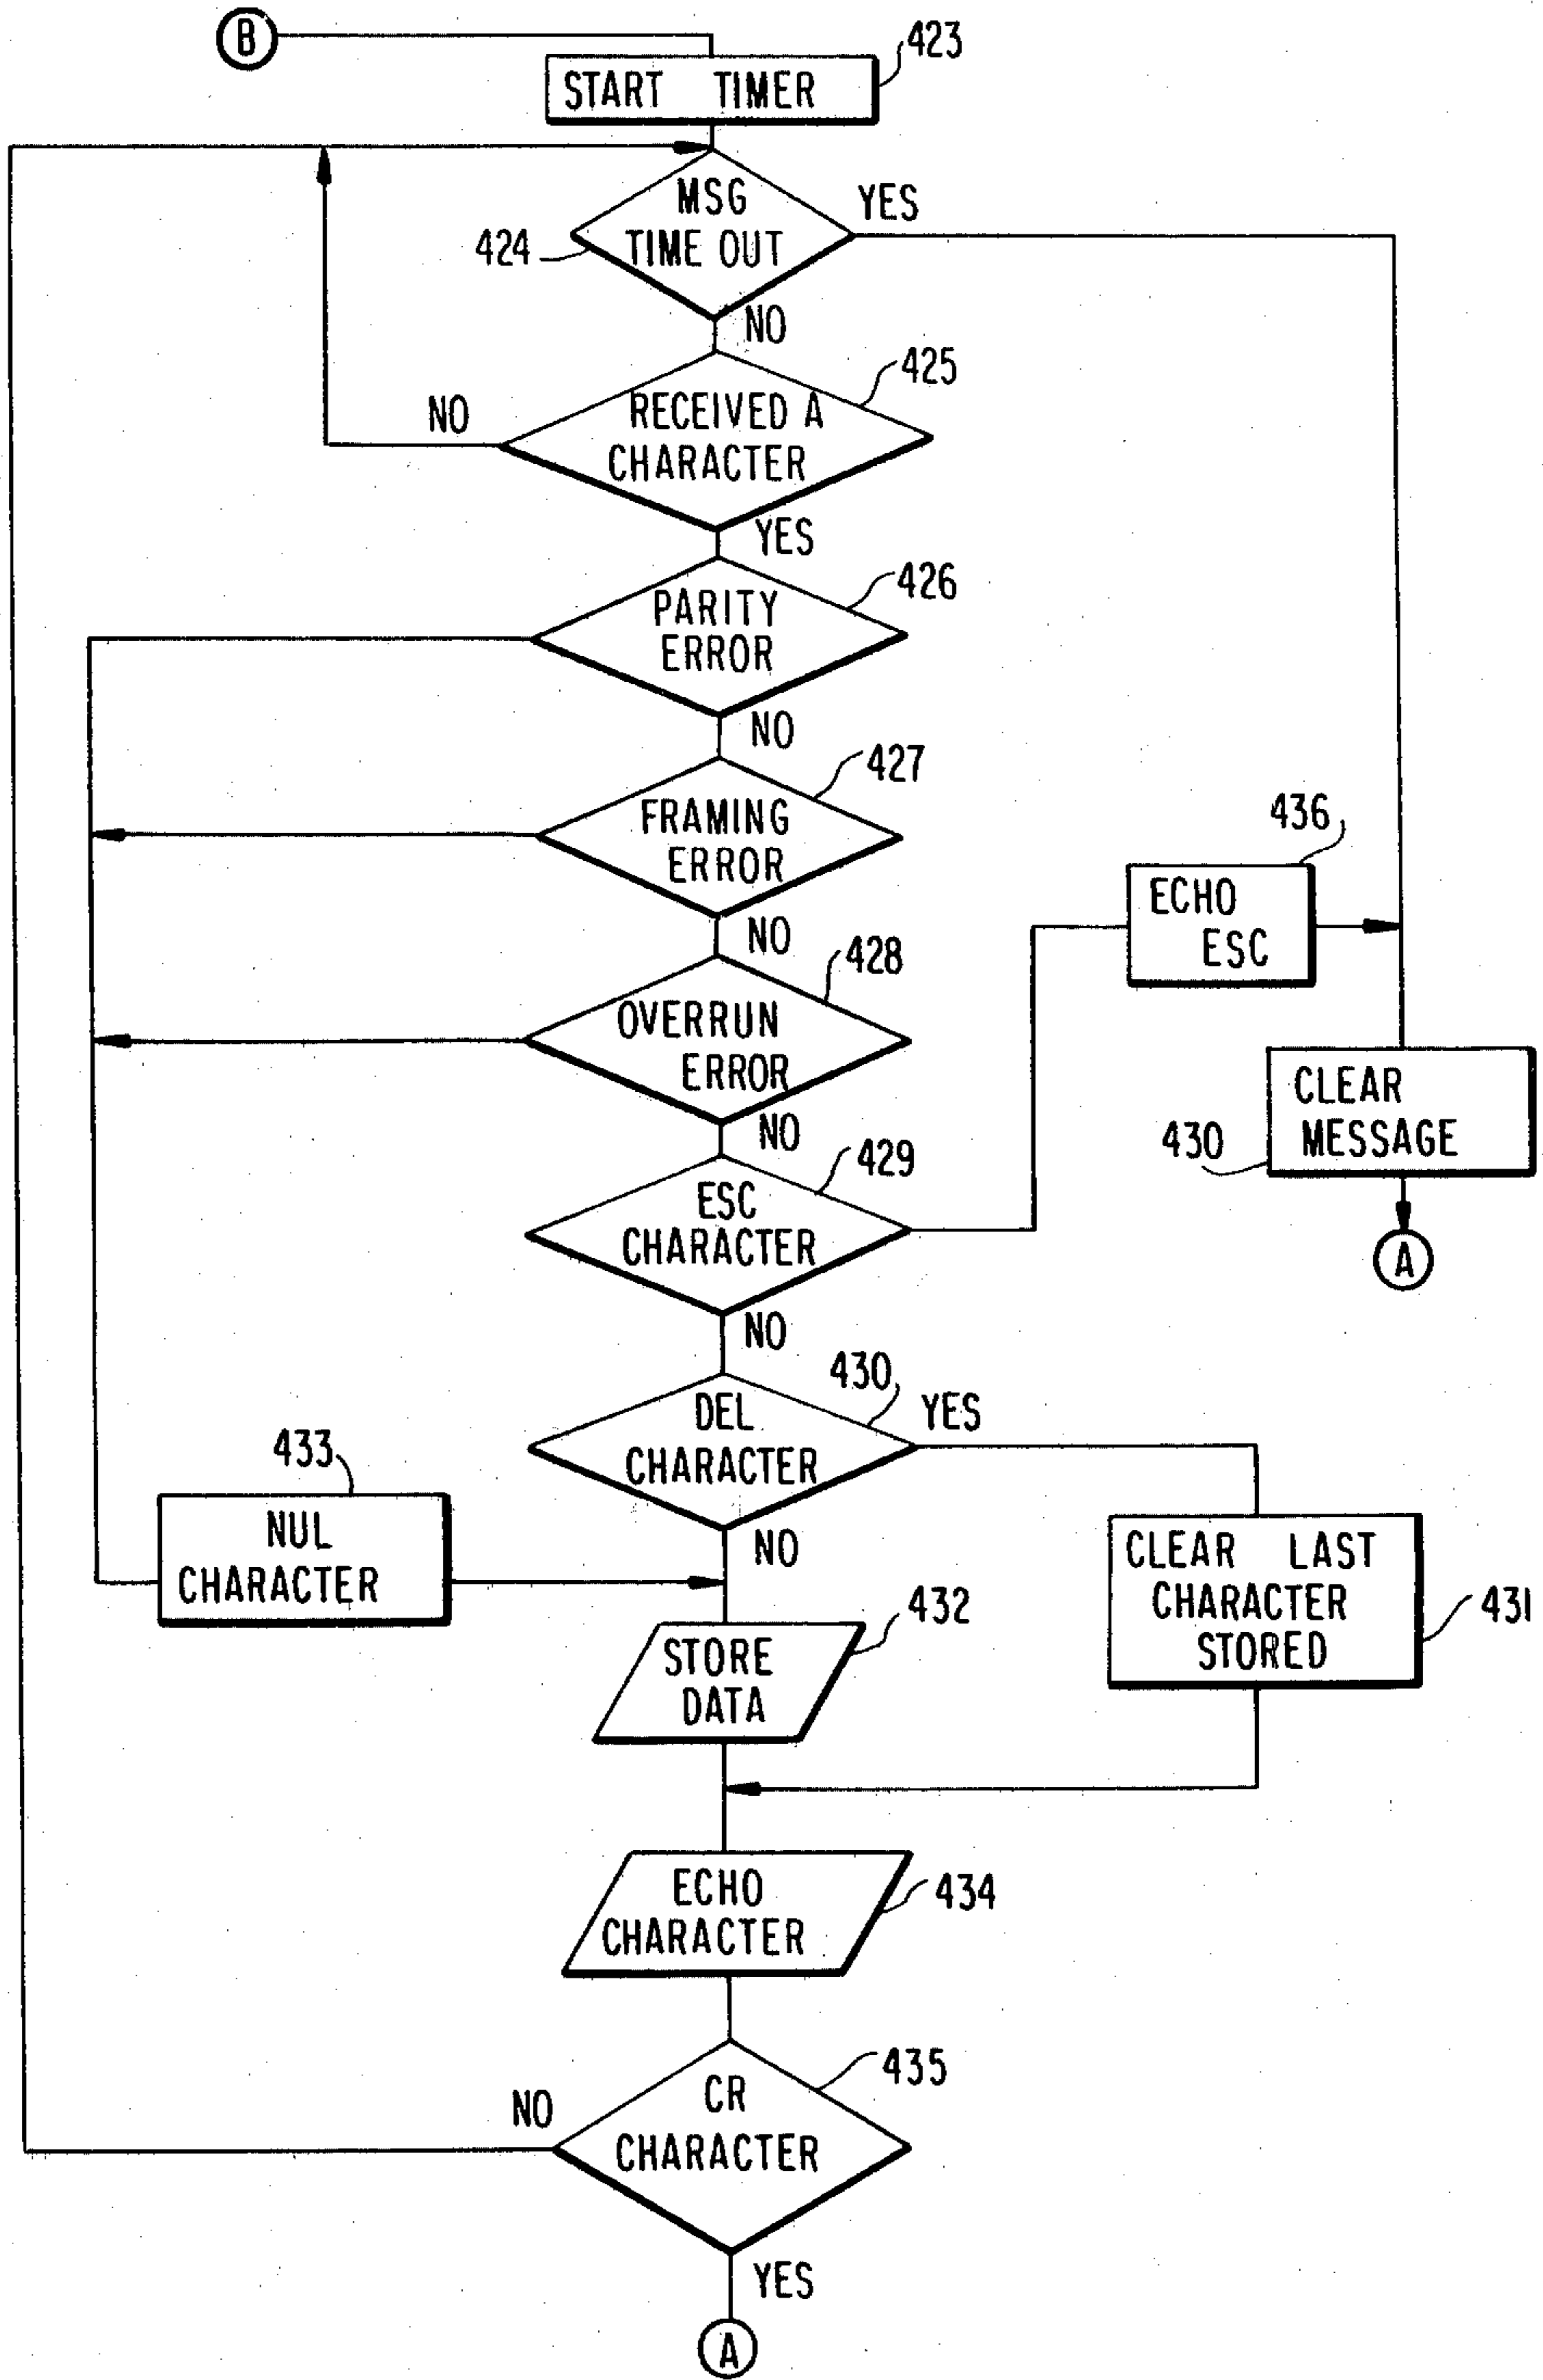 B
423
START TIMER
MSG
TIME OUT
424
YES
NO
425
RECEIVED A
CHARACTER
NO
YES
426
PARITY
ERROR
NO
427
FRAMING
ERROR
NO
436
ECHO
ESC
428
OVERRUN
ERROR
NO
CLEAR
MESSAGE
430
A
429
ESC
CHARACTER
NO
430
DEL
CHARACTER
YES
NO
433
NUL
CHARACTER
CLEAR LAST
CHARACTER
STORED
431
432
STORE
DATA
ECHO
CHARACTER
434
435
CR
CHARACTER
NO
YES
A